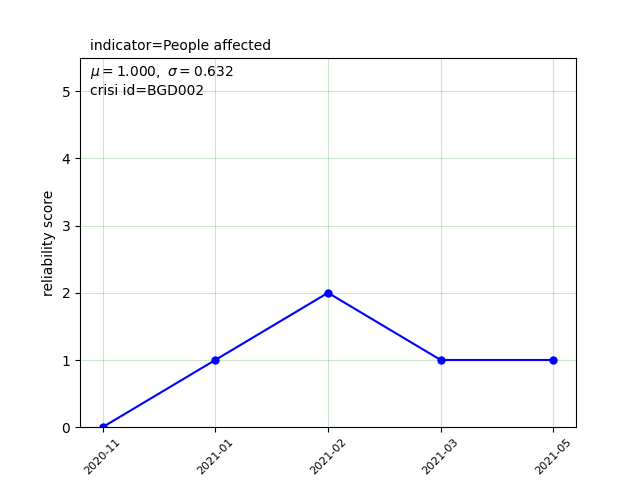 indicator=People affected
μ = 1.000, σ = 0.632
crisi id=BGD002
reliability score
5
4
3
2
1
0
2020-11
2021-01
2021-02
2021-03
2021-05